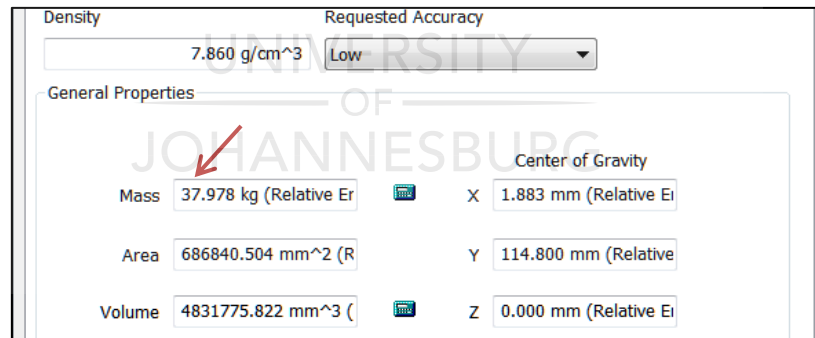 Density Requested Accuracy
7.860 g/cm^3 Low
UNIVERSITY
General Properties
OF
JOHANNESBURG
Center of Gravity
Mass 37.978 kg (Relative Er X 1.883 mm (Relative Er
Area 686840.504 mm^2 (R Y 114.800 mm (Relative
Volume 4831775.822 mm^3 ( Z 0.000 mm (Relative Er